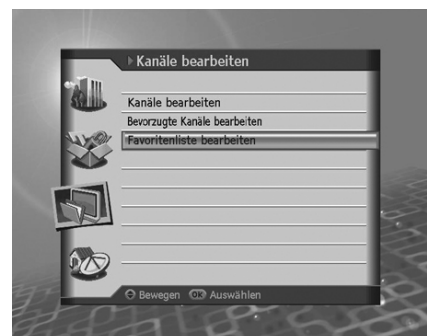 Kanäle bearbeiten
Kanäle bearbeiten
Bevorzugte Kanäle bearbeiten
Favoritenliste bearbeiten
Bewegen OK Auswählen